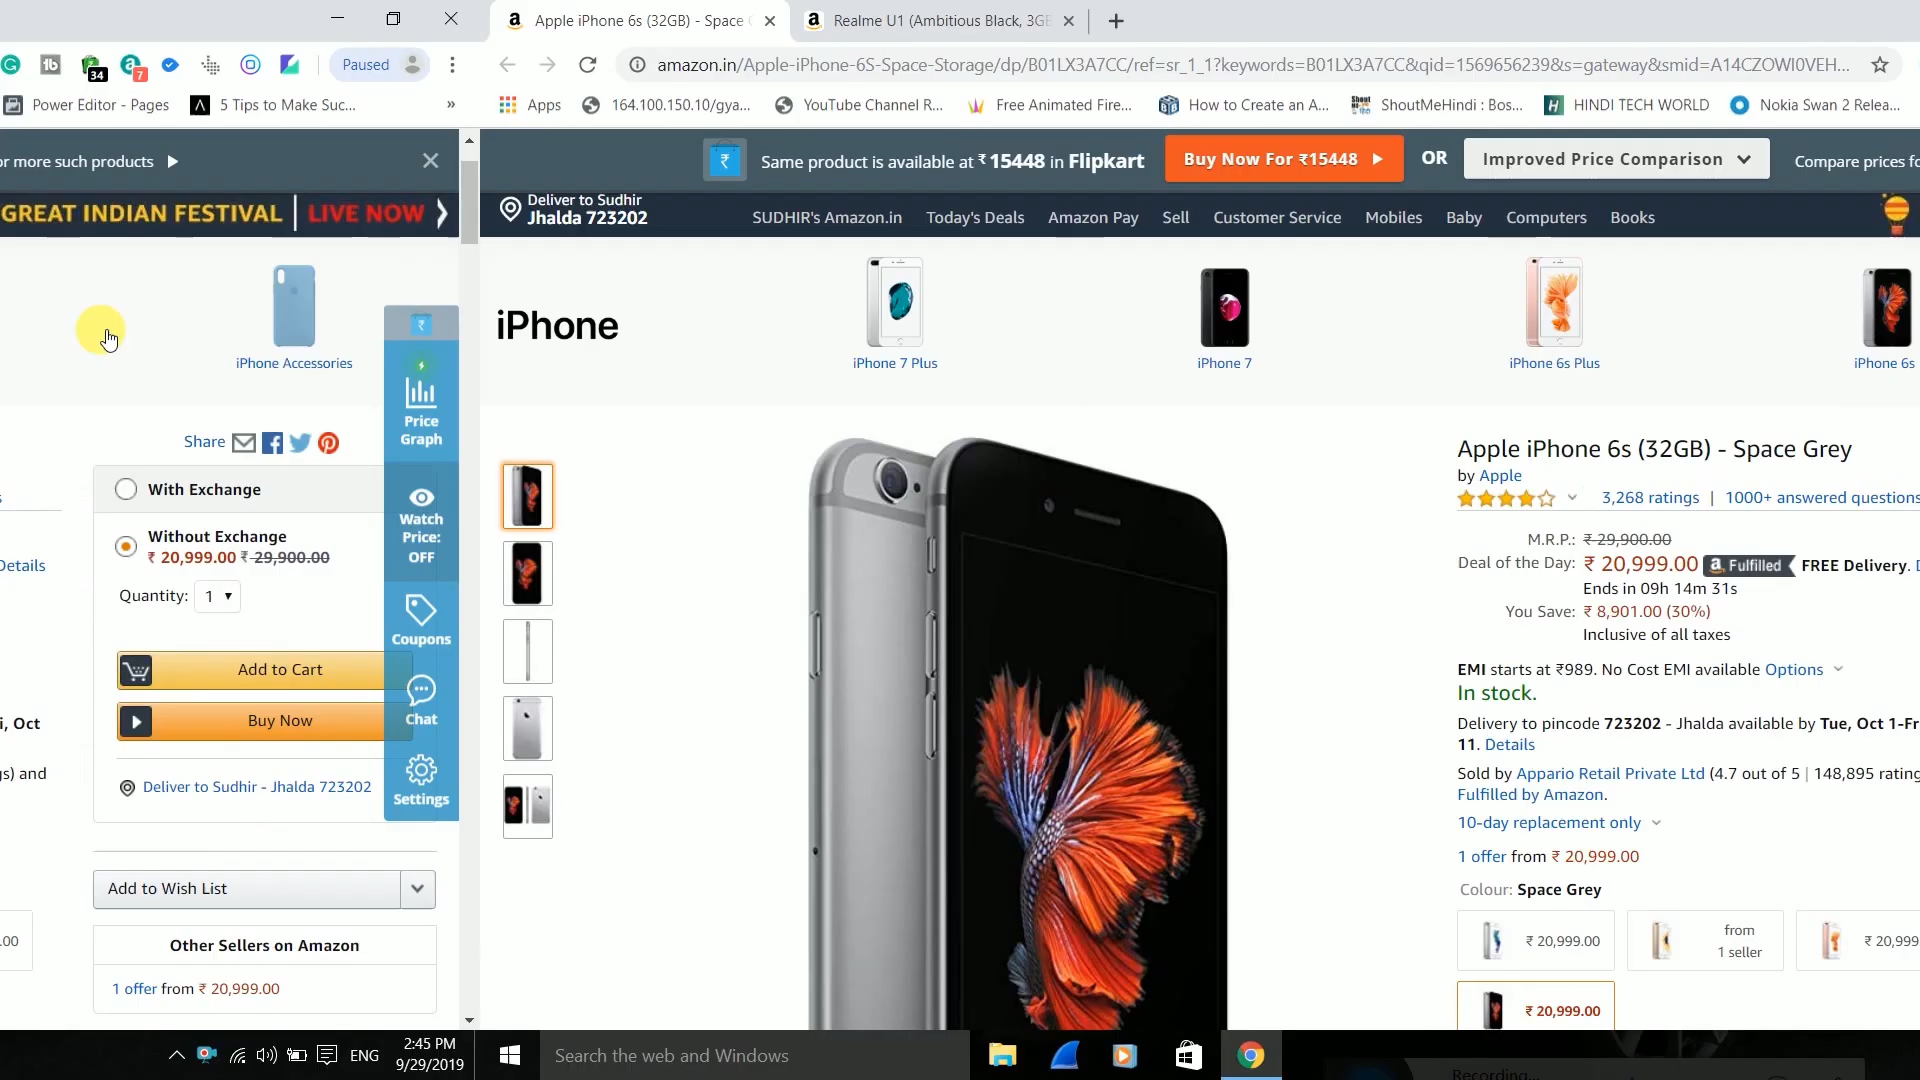 Apple iPhone 6s (32GB) - Space
Realme U1 (Ambitious Black, 3GB
34
7
Paused
amazon.in/Apple-iPhone-6S-Space-Storage/dp/B01LX3A7CC/ref=sr_1_1?keywords=B01LX3A7CC&qid=1569656239&s=gateway&smid=A14CZOWI0VEH...
Power Editor - Pages
5 Tips to Make Suc...
»
Apps
164.100.150.10/gya...
YouTube Channel R...
Free Animated Fire...
How to Create an A...
ShoutMeHindi : Bos...
HINDI TECH WORLD
Nokia Swan 2 Relea...
or more such products
Same product is available at ₹ 15448 in Flipkart
Buy Now For ₹15448
OR
Improved Price Comparison
Compare prices fo
GREAT INDIAN FESTIVAL | LIVE NOW
Deliver to Sudhir
Jhalda 723202
SUDHIR's Amazon.in
Today's Deals
Amazon Pay
Sell
Customer Service
Mobiles
Baby
Computers
Books
iPhone Accessories
iPhone
iPhone 7 Plus
iPhone 7
iPhone 6s Plus
iPhone 6s
Share
With Exchange
Without Exchange
₹ 20,999.00 ₹ 29,900.00
Details
Quantity: 1
Add to Cart
Buy Now
i, Oct
gs) and
Deliver to Sudhir - Jhalda 723202
Add to Wish List
Other Sellers on Amazon
.00
1 offer from ₹ 20,999.00
Price
Graph
Watch
Price:
OFF
Coupons
Chat
Settings
Apple iPhone 6s (32GB) - Space Grey
by Apple
3,268 ratings | 1000+ answered questions
M.R.P.: ₹ 29,900.00
Deal of the Day: ₹ 20,999.00 a Fulfilled FREE Delivery.
Ends in 09h 14m 31s
You Save: ₹ 8,901.00 (30%)
Inclusive of all taxes
EMI starts at ₹989. No Cost EMI available Options
In stock.
Delivery to pincode 723202 - Jhalda available by Tue, Oct 1-Fr
11. Details
Sold by Appario Retail Private Ltd (4.7 out of 5 | 148,895 rating
Fulfilled by Amazon.
10-day replacement only
1 offer from ₹ 20,999.00
Colour: Space Grey
₹ 20,999.00
from
1 seller
₹ 20,999
₹ 20,999.00
ENG
2:45 PM
9/29/2019
Search the web and Windows
Recording...